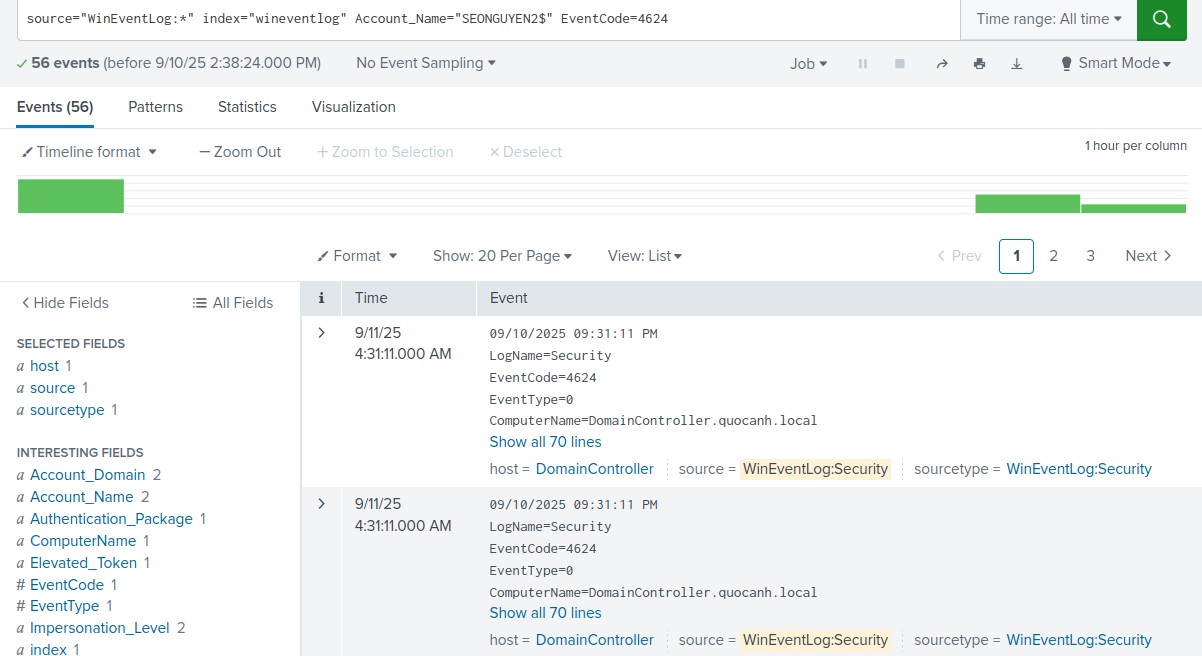 source="WinEventLog:*" index="wineventlog" Account_Name="SEONGUYEN2$" EventCode=4624
Time range: All time
56 events (before 9/10/25 2:38:24.000 PM)
No Event Sampling
Job
Smart Mode
Events (56)
Patterns
Statistics
Visualization
Timeline format
— Zoom Out
+ Zoom to Selection
× Deselect
1 hour per column
Format
Show: 20 Per Page
View: List
< Prev
1
2
3
Next >
< Hide Fields
All Fields
SELECTED FIELDS
a host 1
a source 1
a sourcetype 1
INTERESTING FIELDS
a Account_Domain 2
a Account_Name 2
a Authentication_Package 1
a ComputerName 1
a Elevated_Token 1
# EventCode 1
# EventType 1
a Impersonation_Level 2
a index 1
i
Time
Event
>
9/11/25
4:31:11.000 AM
09/10/2025 09:31:11 PM
LogName=Security
EventCode=4624
EventType=0
ComputerName=DomainController.quocanh.local
Show all 70 lines
host = DomainController
source = WinEventLog:Security
sourcetype = WinEventLog:Security
>
9/11/25
4:31:11.000 AM
09/10/2025 09:31:11 PM
LogName=Security
EventCode=4624
EventType=0
ComputerName=DomainController.quocanh.local
Show all 70 lines
host = DomainController
source = WinEventLog:Security
sourcetype = WinEventLog:Security